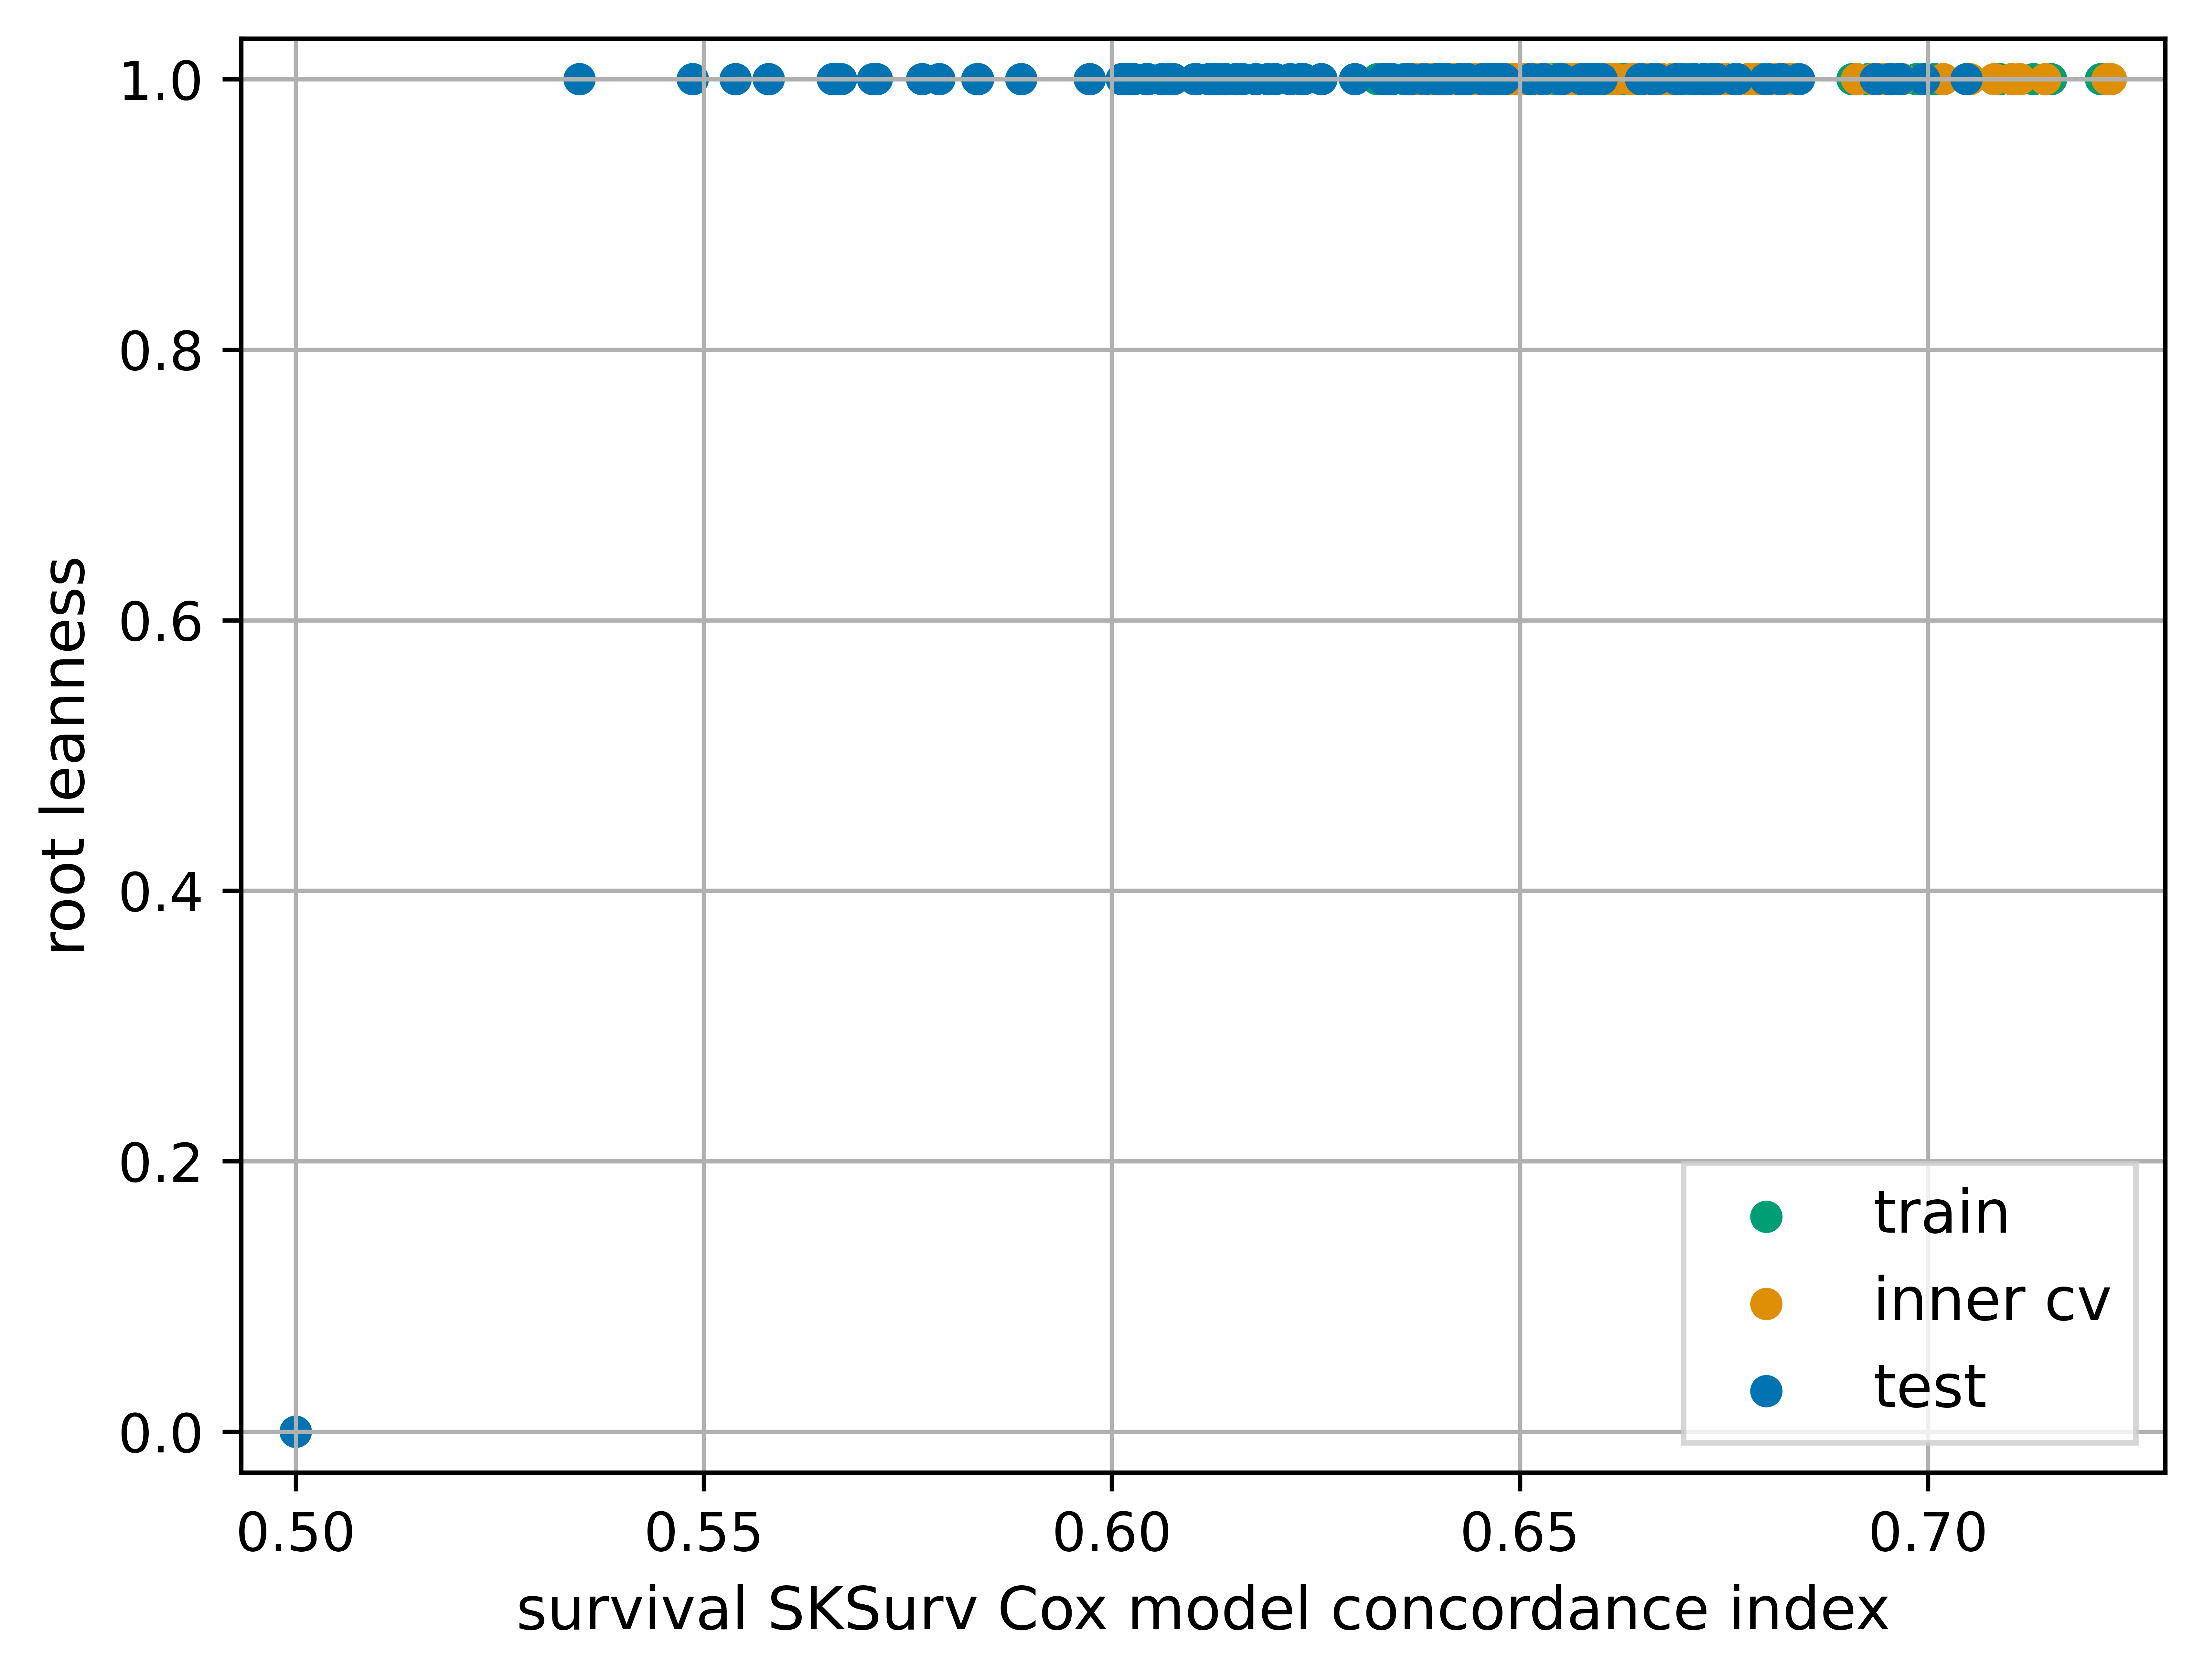 1.0
0.8
0.6
0.4
0.2
0.0
root leanness
train
inner cv
test
0.50 0.55 0.60 0.65 0.70
survival SKSurv Cox model concordance index